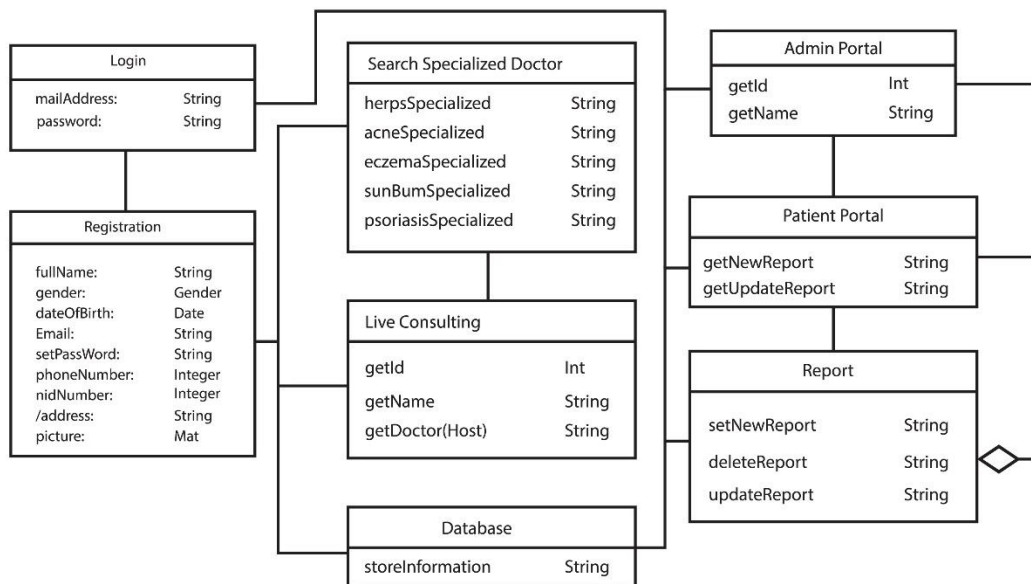 Login
mailAddress: String
password: String
Registration
fullName: String
gender: Gender
dateOfBirth: Date
Email: String
setPassWord: String
phoneNumber: Integer
nidNumber: Integer
/address: String
picture: Mat
Search Specialized Doctor
herpsSpecialized String
acneSpecialized String
eczemaSpecialized String
sunBumSpecialized String
psoriasisSpecialized String
Live Consulting
getId Int
getName String
getDoctor(Host) String
Database
storeInformation String
Admin Portal
getId Int
getName String
Patient Portal
getNewReport String
getUpdateReport String
Report
setNewReport String
deleteReport String
updateReport String